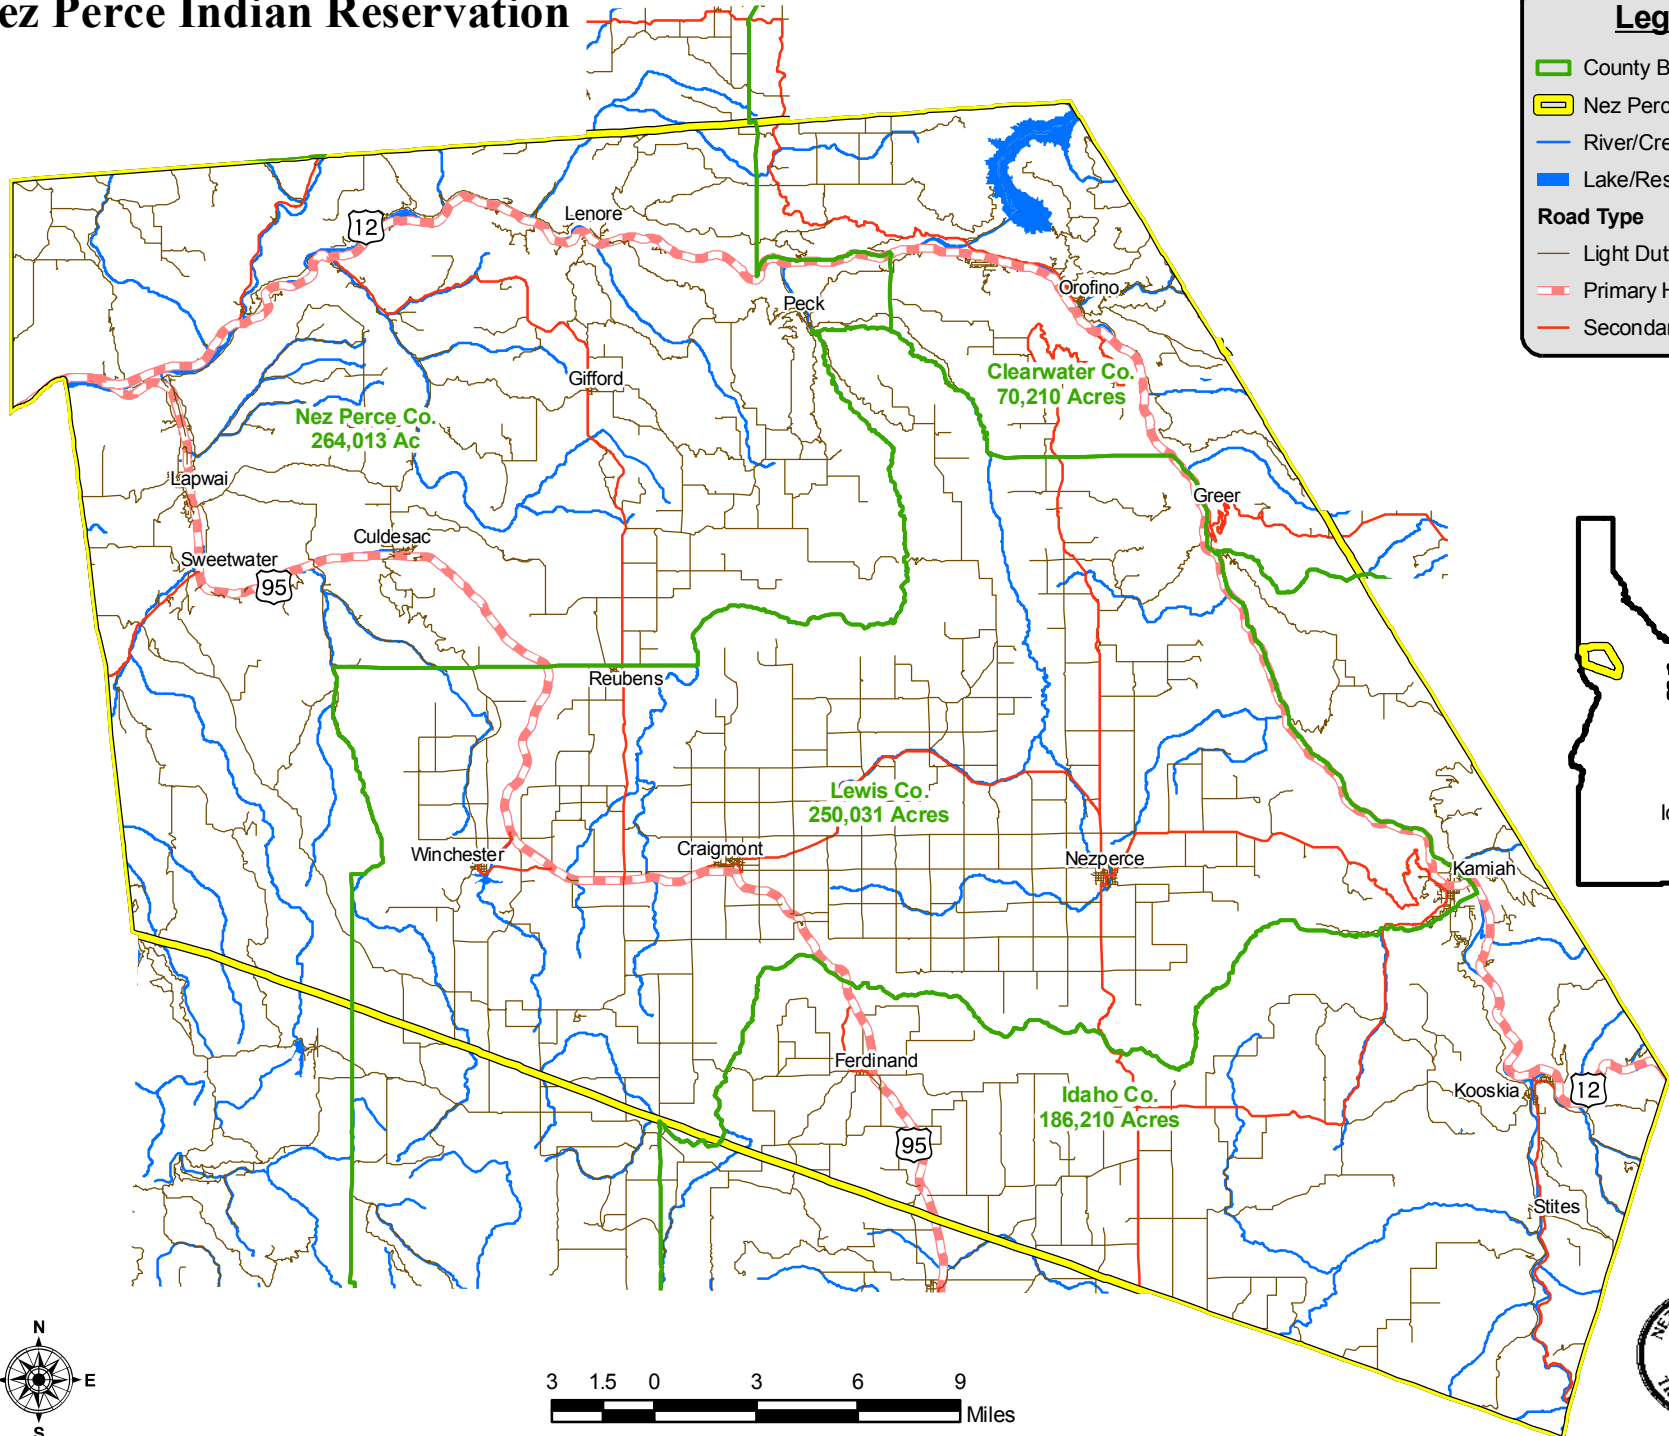 ez Perce Indian Reservation
Leg
County B
Nez Perc
River/Cre
Lake/Res
Road Type
Light Dut
Primary H
Seconda
12
Lenore
Peck
Orofino
Gifford
Clearwater Co.
70,210 Acres
Nez Perce Co.
264,013 Ac
Lapwai
Greer
Culdesac
Sweetwater
95
Reubens
Lewis Co.
250,031 Acres
Winchester
Craigmont
Nezperce
Kamiah
Ferdinand
Idaho Co.
186,210 Acres
Kooskia
12
95
Stites
N
E
S
3 1.5 0 3 6 9
Miles